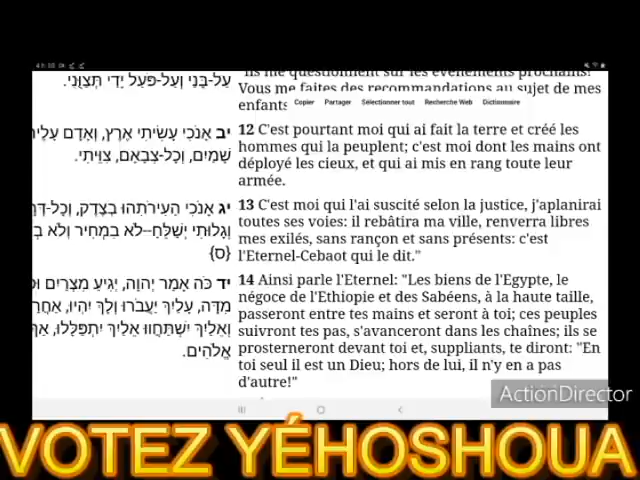 עַל-בָּנַי וְעַל-פֹּעַל יָדַי תְּצַוֻּנִי.
"Ils me questionnent sur les événements prochains!
Vous me faites des recommandations au sujet de mes
enfants
Copier Partager Sélectionner tout Recherche Web Dictionnaire
יב אָנֹכִי עָשִׂיתִי אֶרֶץ, וְאָדָם עָלֶיהָ
שָׁמַיִם, וְכָל-צְבָאָם, צִוֵּיתִי.
12 C'est pourtant moi qui ai fait la terre et créé les
hommes qui la peuplent; c'est moi dont les mains ont
déployé les cieux, et qui ai mis en rang toute leur
armée.
יג אָנֹכִי הַעִירֹתִהוּ בְצֶדֶק, וְכָל-דְּרָ
וְגָלוּתִי יְשַׁלֵּחַ--לֹא בִמְחִיר וְלֹא בְ
{ס}
13 C'est moi qui l'ai suscité selon la justice, j'aplanirai
toutes ses voies: il rebâtira ma ville, renverra libres
mes exilés, sans rançon et sans présents: c'est
l'Eternel-Cebaot qui le dit."
יד כֹּה אָמַר יְהוָה, יְגִיעַ מִצְרַיִם וּסְ
מִדָּה, עָלַיִךְ יַעֲבֹרוּ וְלָךְ יִהְיוּ, אַחֲרַ
וְאֵלַיִךְ יִשְׁתַּחֲווּ אֵלַיִךְ יִתְפַּלָּלוּ, אַךְ
אֱלֹהִים.
14 Ainsi parle l'Eternel: "Les biens de l'Egypte, le
négoce de l'Ethiopie et des Sabéens, à la haute taille,
passeront entre tes mains et seront à toi; ces peuples
suivront tes pas, s'avanceront dans les chaînes; ils se
prosterneront devant toi et, suppliants, te diront: "En
toi seul il est un Dieu; hors de lui, il n'y en a pas
d'autre!"
ActionDirector
VOTEZ YÉHOSHOUA